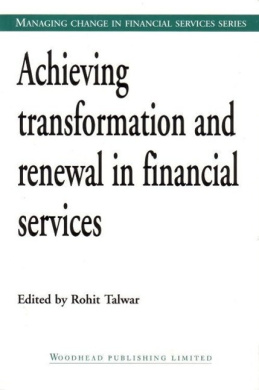 MANAGING CHANGE IN FINANCIAL SERVICES SERIES
Achieving
transformation and
renewal in financial
services
Edited by Rohit Talwar
WOODHEAD PUBLISHING LIMITED